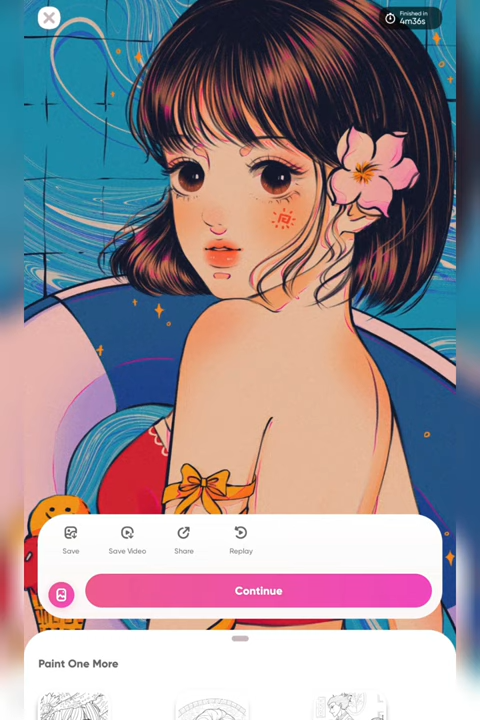 Finished in
4m36s
Save
Save Video
Share
Replay
Continue
Paint One More